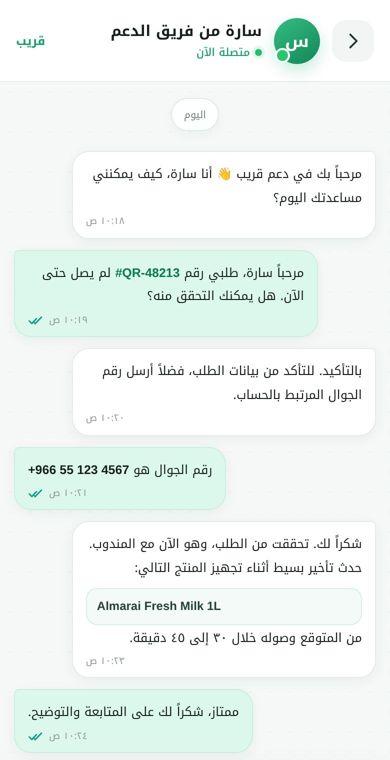 سارة من فريق الدعم
متصلة الآن
س
قريب
اليوم
مرحباً بك في دعم قريب 👋 أنا سارة، كيف يمكنني
مساعدتك اليوم؟
١٠:١٨ ص
مرحباً سارة، طلبي رقم #QR-48213 لم يصل حتى
الآن. هل يمكنك التحقق منه؟
١٠:١٩ ص
بالتأكيد. للتأكد من بيانات الطلب، فضلاً أرسل رقم
الجوال المرتبط بالحساب.
١٠:٢٠ ص
رقم الجوال هو +966 55 123 4567
١٠:٢١ ص
شكراً لك. تحققت من الطلب، وهو الآن مع المندوب.
حدث تأخير بسيط أثناء تجهيز المنتج التالي:
Almarai Fresh Milk 1L
من المتوقع وصوله خلال ٣٠ إلى ٤٥ دقيقة.
١٠:٢٣ ص
ممتاز، شكراً لك على المتابعة والتوضيح.
١٠:٢٤ ص